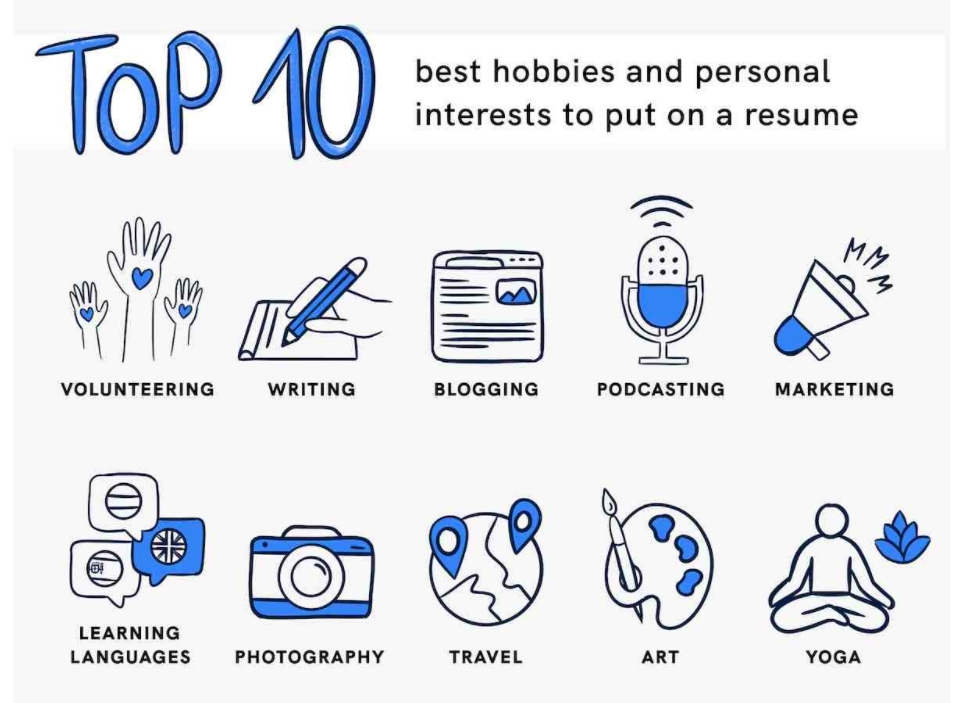 TOP 10
best hobbies and personal
interests to put on a resume
VOLUNTEERING
WRITING
BLOGGING
PODCASTING
MARKETING
LEARNING
LANGUAGES
PHOTOGRAPHY
TRAVEL
ART
YOGA